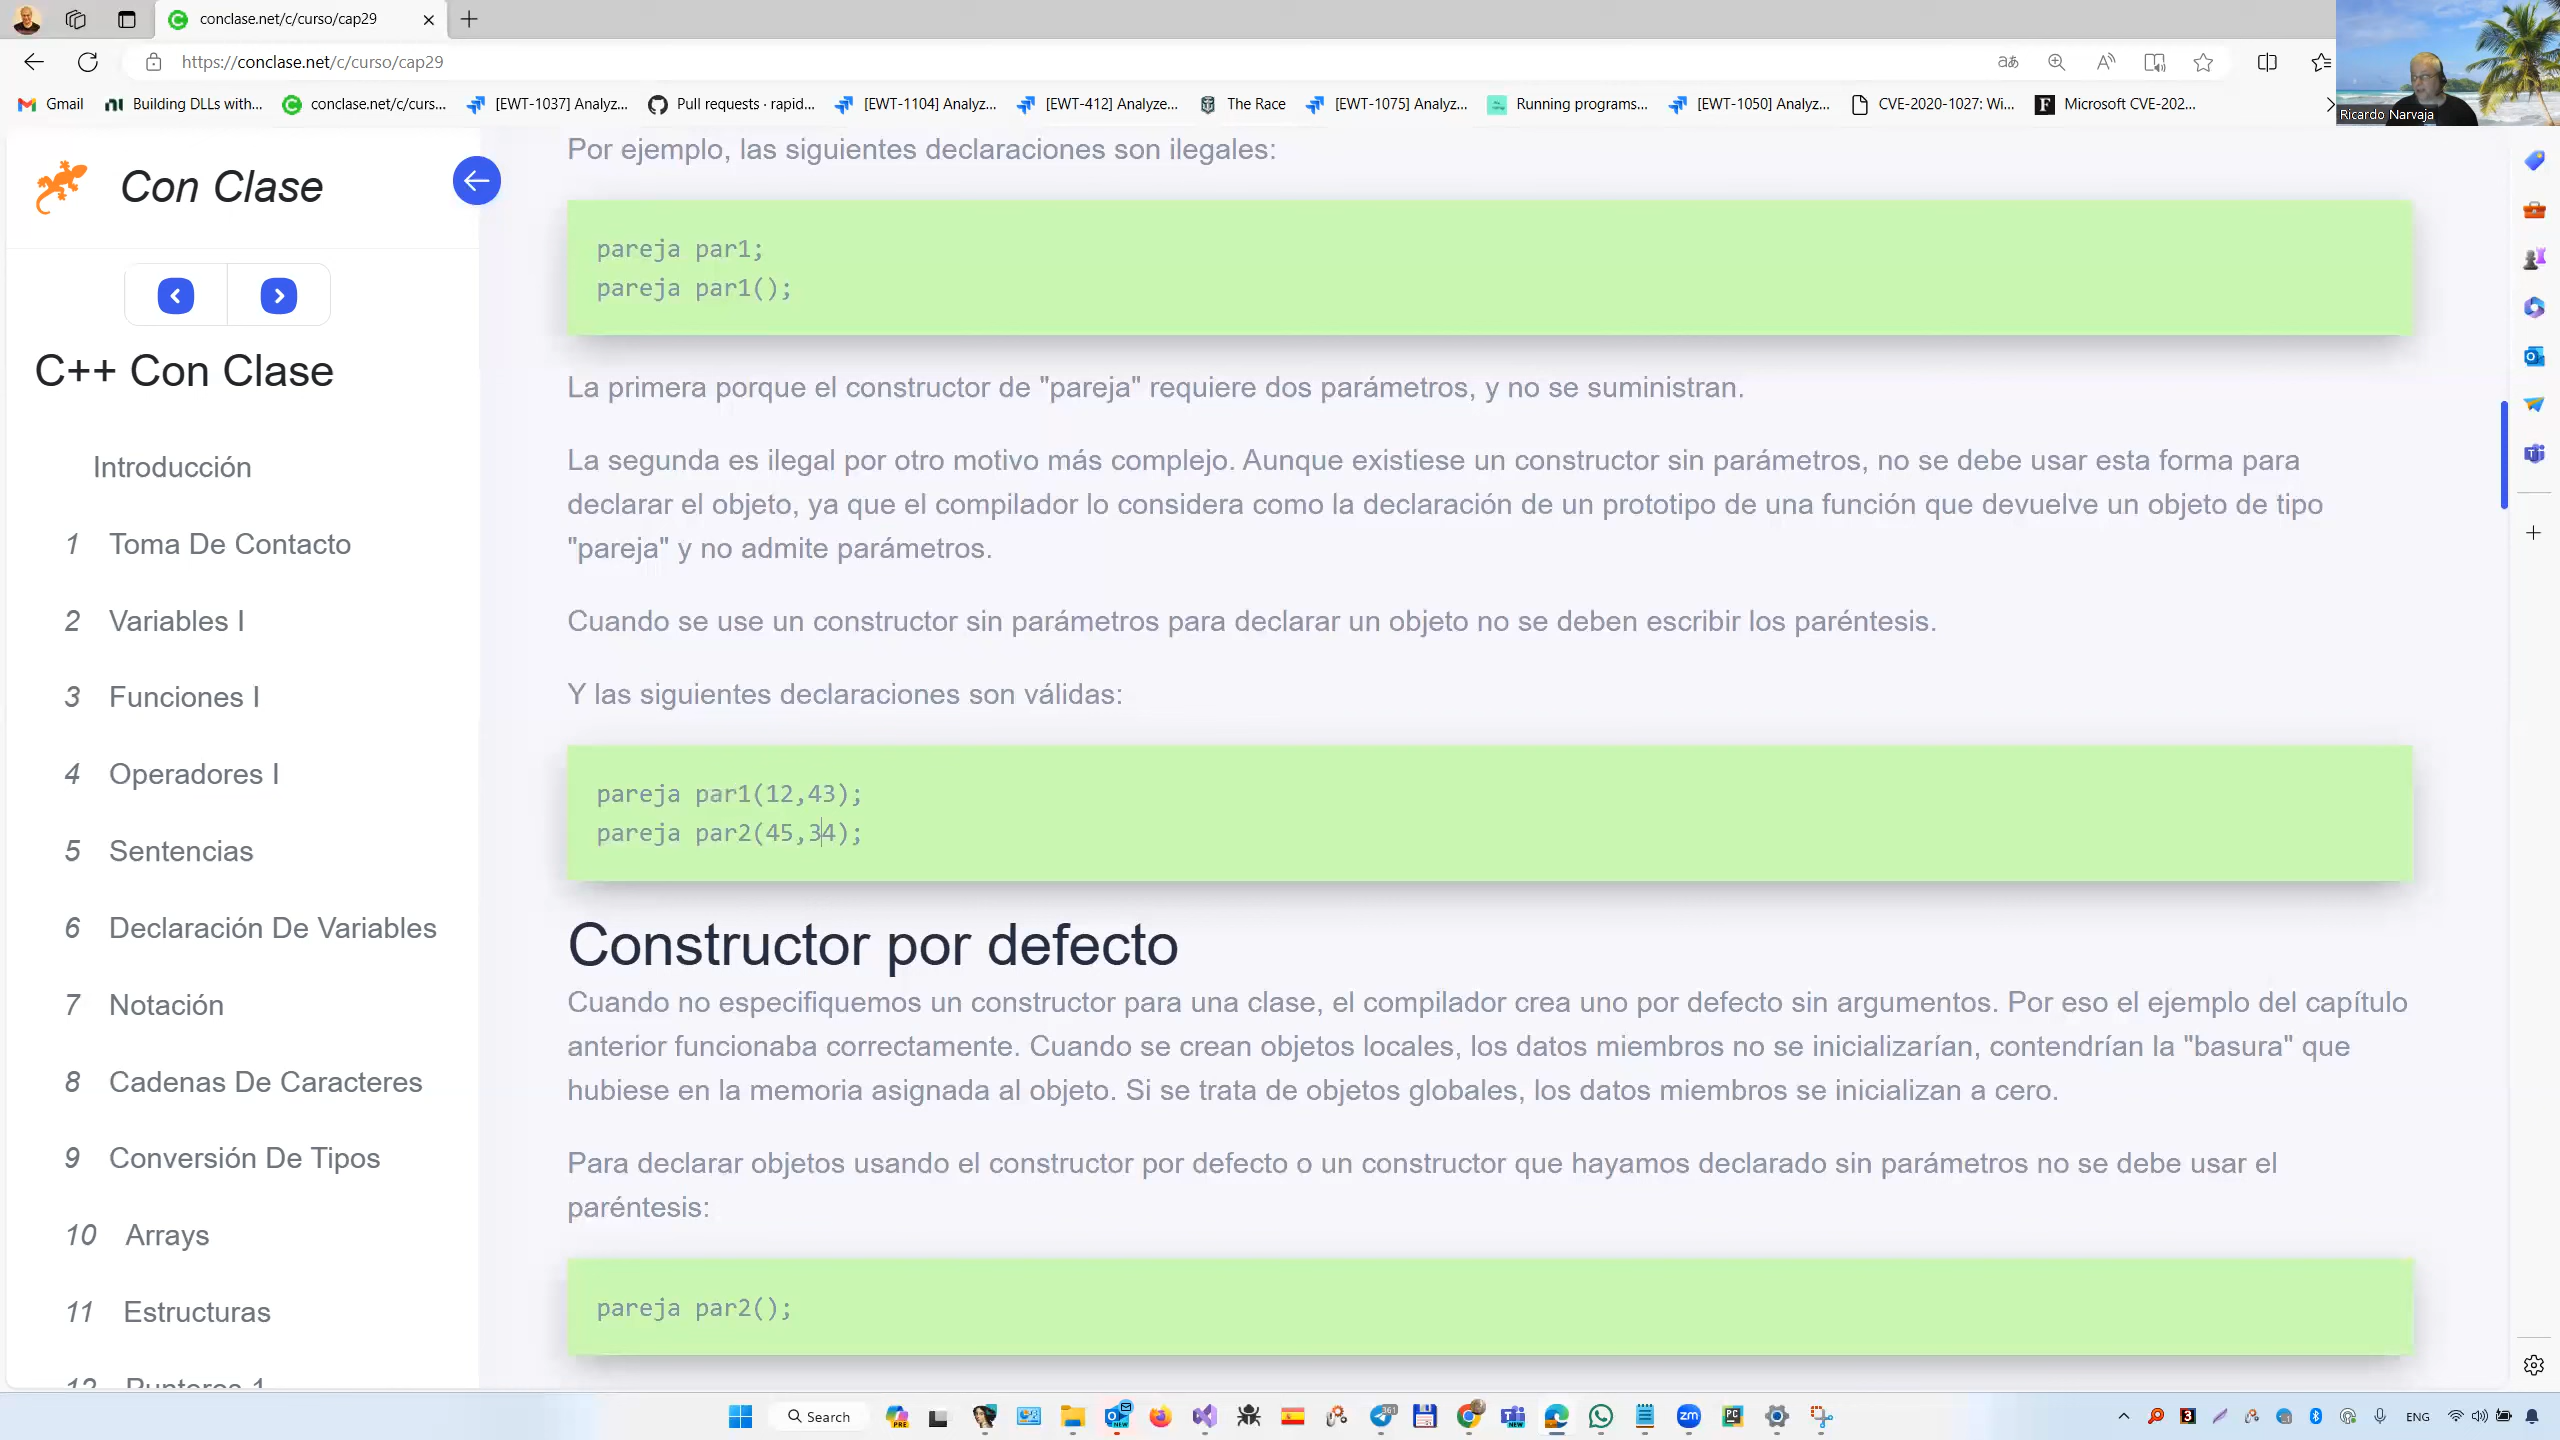 conclase.net/c/curso/cap29
https://conclase.net/c/curso/cap29
Gmail
Building DLLs with...
conclase.net/c/curs...
[EWT-1037] Analyz...
Pull requests · rapid...
[EWT-1104] Analyz...
[EWT-412] Analyze...
The Race
[EWT-1075] Analyz...
Running programs...
[EWT-1050] Analyz...
CVE-2020-1027: Wi...
Microsoft CVE-202...
Ricardo Narvaja
Con Clase
C++ Con Clase
Introducción
1 Toma De Contacto
2 Variables I
3 Funciones I
4 Operadores I
5 Sentencias
6 Declaración De Variables
7 Notación
8 Cadenas De Caracteres
9 Conversión De Tipos
10 Arrays
11 Estructuras
12 Punteros 1
Por ejemplo, las siguientes declaraciones son ilegales:
pareja par1;
pareja par1();
La primera porque el constructor de "pareja" requiere dos parámetros, y no se suministran.
La segunda es ilegal por otro motivo más complejo. Aunque existiese un constructor sin parámetros, no se debe usar esta forma para
declarar el objeto, ya que el compilador lo considera como la declaración de un prototipo de una función que devuelve un objeto de tipo
"pareja" y no admite parámetros.
Cuando se use un constructor sin parámetros para declarar un objeto no se deben escribir los paréntesis.
Y las siguientes declaraciones son válidas:
pareja par1(12,43);
pareja par2(45,34);
Constructor por defecto
Cuando no especifiquemos un constructor para una clase, el compilador crea uno por defecto sin argumentos. Por eso el ejemplo del capítulo
anterior funcionaba correctamente. Cuando se crean objetos locales, los datos miembros no se inicializarían, contendrían la "basura" que
hubiese en la memoria asignada al objeto. Si se trata de objetos globales, los datos miembros se inicializan a cero.
Para declarar objetos usando el constructor por defecto o un constructor que hayamos declarado sin parámetros no se debe usar el
paréntesis:
pareja par2();
Search
ENG